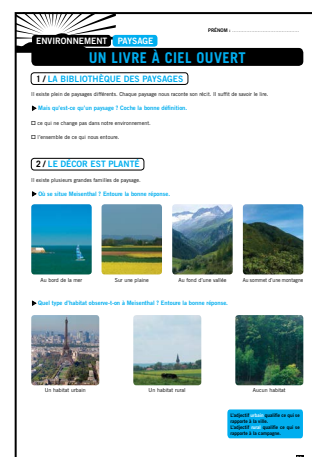 PRÉNOM : ........................................
ENVIRONNEMENT PAYSAGE
UN LIVRE À CIEL OUVERT
1 / LA BIBLIOTHÈQUE DES PAYSAGES
Il existe plein de paysages différents. Chaque paysage nous raconte son récit. Il suffit de savoir le lire.
▶ Mais qu'est-ce qu'un paysage ? Coche la bonne définition.
□ ce qui ne change pas dans notre environnement.
□ l'ensemble de ce qui nous entoure.
2 / LE DÉCOR EST PLANTÉ
Il existe plusieurs grandes familles de paysage.
▶ Où se situe Meisenthal ? Entoure la bonne réponse.
Au bord de la mer Sur une plaine Au fond d'une vallée Au sommet d'une montagne
▶ Quel type d'habitat observe-t-on à Meisenthal ? Entoure la bonne réponse.
Un habitat urbain Un habitat rural Aucun habitat
L'adjectif urbain qualifie ce qui se
rapporte à la ville.
L'adjectif rural qualifie ce qui se
rapporte à la campagne.